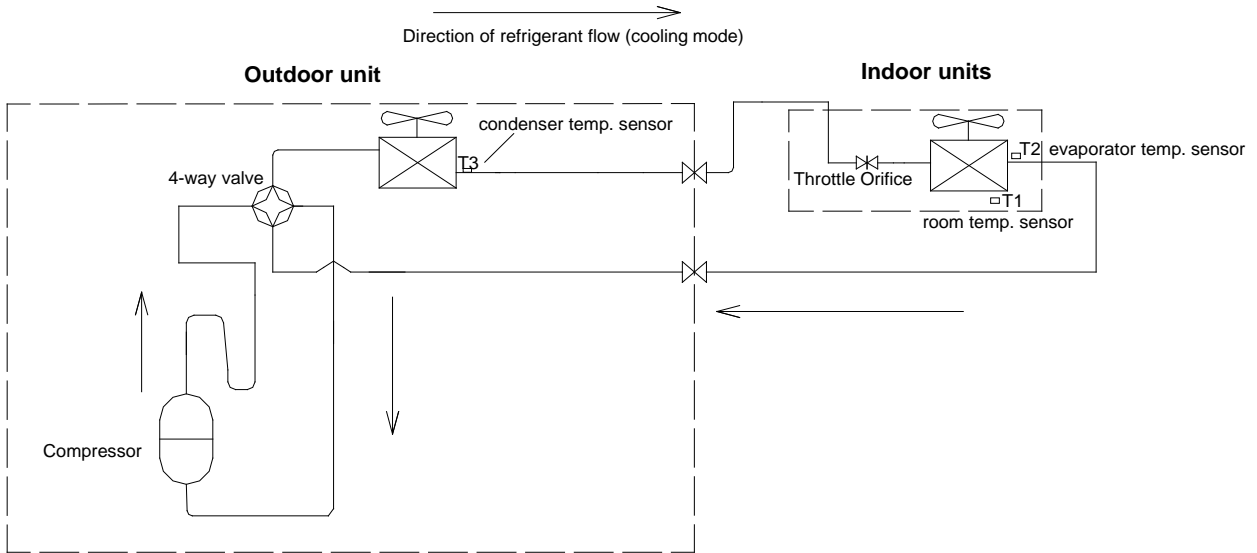 Direction of refrigerant flow (cooling mode)
Outdoor unit
Indoor units
condenser temp. sensor
T3
4-way valve
T2 evaporator temp. sensor
Throttle Orifice
T1
room temp. sensor
Compressor